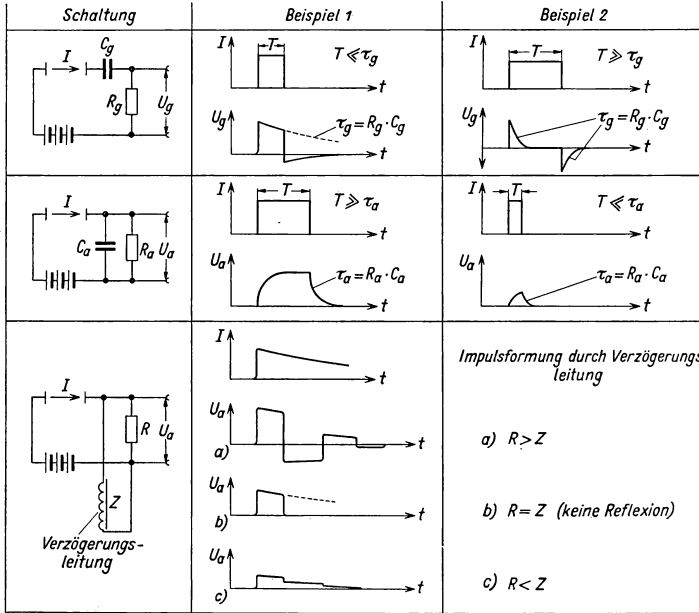 Schaltung
Beispiel 1
Beispiel 2
I
C_g
R_g
U_g
I
T
T ≪ τ_g
t
U_g
τ_g = R_g · C_g
t
I
T
T ≫ τ_g
t
U_g
τ_g = R_g · C_g
t
I
C_a
R_a
U_a
I
T
T ≫ τ_a
t
U_a
τ_a = R_a · C_a
t
I
T
T ≪ τ_a
t
U_a
τ_a = R_a · C_a
t
I
R
U_a
Z
Verzögerungs-
leitung
I
t
U_a
a)
t
U_a
b)
t
U_a
c)
t
Impulsformung durch Verzögerungs
leitung
a) R > Z
b) R = Z (keine Reflexion)
c) R < Z